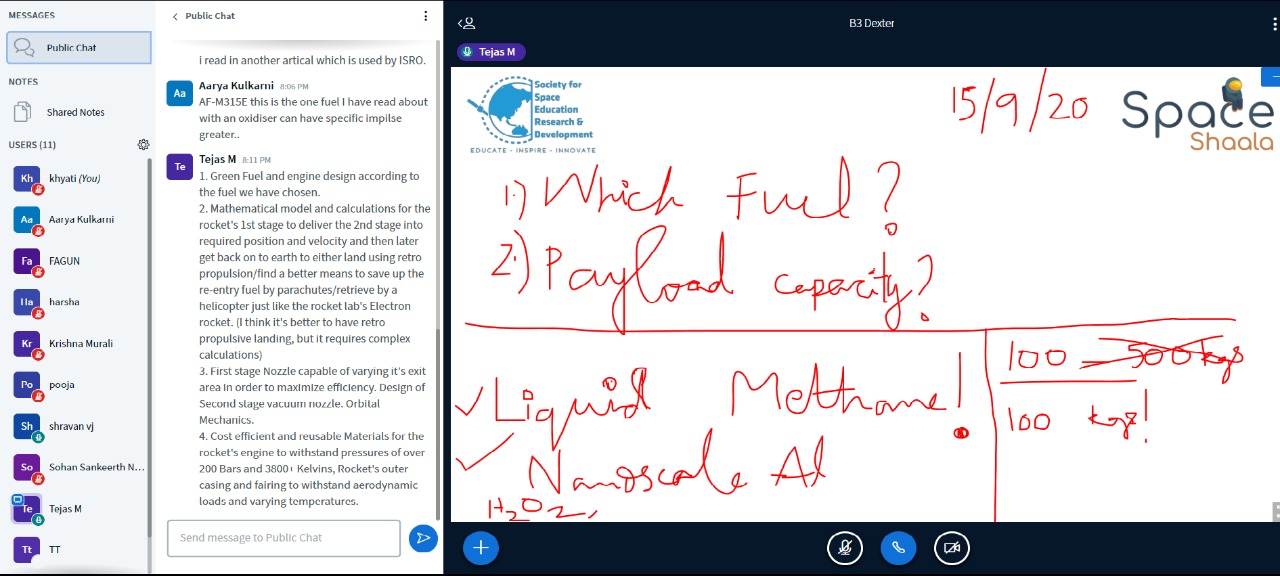 MESSAGES
Public Chat
NOTES
Shared Notes
USERS (11)
Kh khyati (You)
Aa Aarya Kulkarni
Fa FAGUN
Ha harsha
Kr Krishna Murali
Po pooja
Sh shravan vj
So Sohan Sankeerth N...
Te Tejas M
Tt TT
Public Chat
i read in another artical which is used by ISRO.
Aa Aarya Kulkarni 8:06 PM
AF-M315E this is the one fuel I have read about
with an oxidiser can have specific impilse
greater..
Te Tejas M 8:11 PM
1. Green Fuel and engine design according to
the fuel we have chosen.
2. Mathematical model and calculations for the
rocket's 1st stage to deliver the 2nd stage into
required position and velocity and then later
get back on to earth to either land using retro
propulsion/find a better means to save up the
re-entry fuel by parachutes/retrieve by a
helicopter just like the rocket lab's Electron
rocket. (I think it's better to have retro
propulsive landing, but it requires complex
calculations)
3. First stage Nozzle capable of varying it's exit
area in order to maximize efficiency. Design of
Second stage vacuum nozzle. Orbital
Mechanics.
4. Cost efficient and reusable Materials for the
rocket's engine to withstand pressures of over
200 Bars and 3800+ Kelvins, Rocket's outer
casing and fairing to withstand aerodynamic
loads and varying temperatures.
Send message to Public Chat
B3 Dexter
Tejas M
Society for
Space
Education
Research &
Development
EDUCATE - INSPIRE - INNOVATE
15/9/20
Space
Shaala
1.) Which Fuel?
2.) Payload capacity?
Liquid Methane!
Nanoscale Al
H2O2,
100 – 500 kgs
100 kgs!